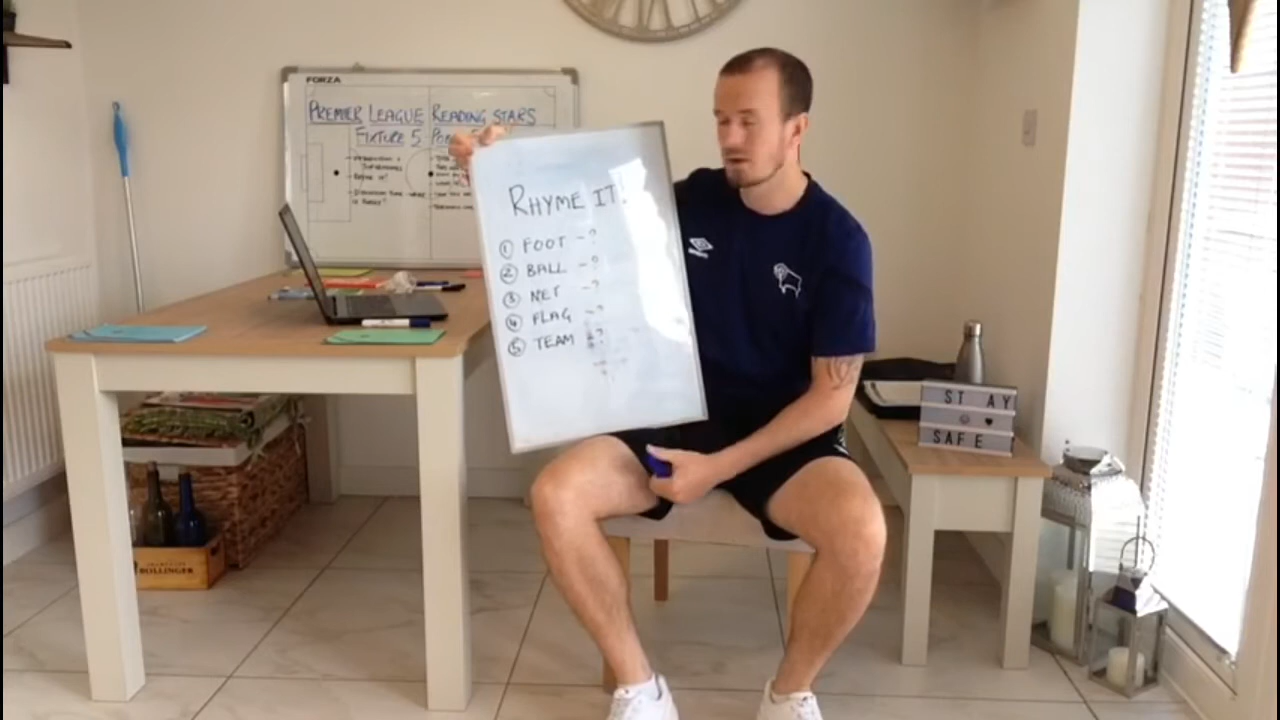 FORZA
PREMIER LEAGUE READING STARS
FIXTURE 5
RHYME IT!
① FOOT - ?
② BALL - ?
③ NET - ?
④ FLAG - ?
⑤ TEAM - ?
umbro
ST AY
SAFE
BOLLINGER